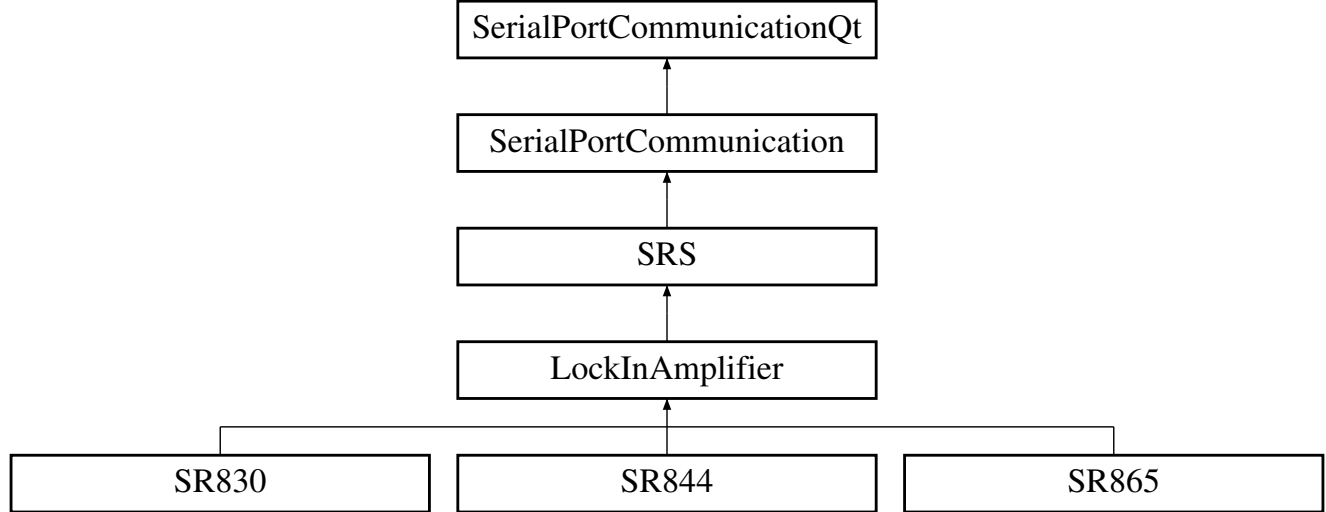 SerialPortCommunicationQt
SerialPortCommunication
SRS
LockInAmplifier
SR830 SR844 SR865